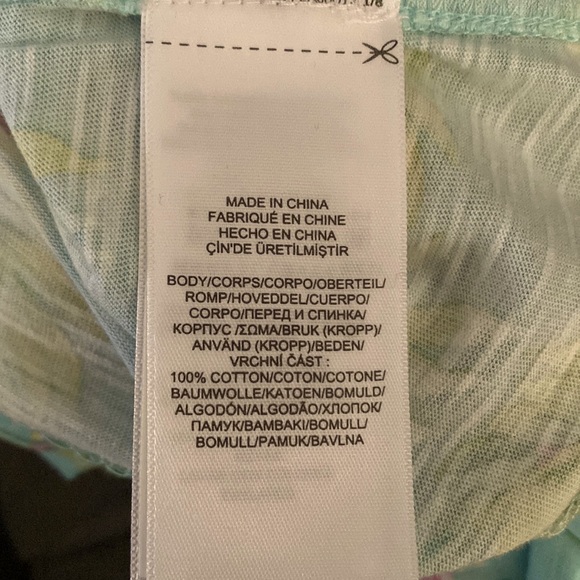 1/8
MADE IN CHINA
FABRIQUÉ EN CHINE
HECHO EN CHINA
ÇİN'DE ÜRETİLMİŞTİR
BODY/CORPS/CORPO/OBERTEIL/
ROMP/HOVEDDEL/CUERPO/
CORPO/ПЕРЕД И СПИНКА/
КОРПУС /ΣΩΜΑ/BRUK (KROPP)/
ANVÄND (KROPP)/BEDEN/
VRCHNÍ ČÁST :
100% COTTON/COTON/COTONE/
BAUMWOLLE/KATOEN/BOMULD/
ALGODÓN/ALGODÃO/ХЛОПОК/
ПАМУК/BAMBAKI/BOMULL/
BOMULL/PAMUK/BAVLNA